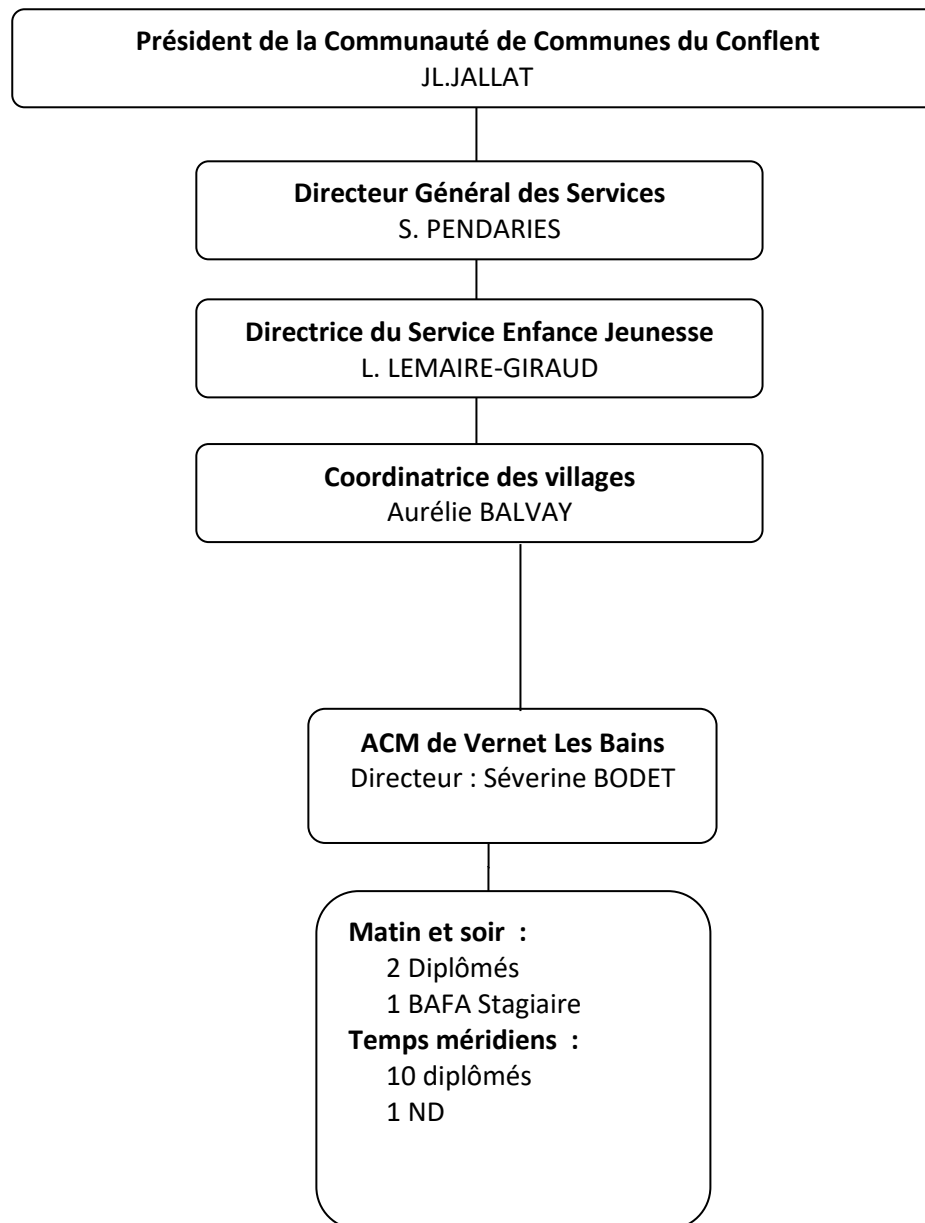 Président de la Communauté de Communes du Conflent
JL.JALLAT
Directeur Général des Services
S. PENDARIES
Directrice du Service Enfance Jeunesse
L. LEMAIRE-GIRAUD
Coordinatrice des villages
Aurélie BALVAY
ACM de Vernet Les Bains
Directeur : Séverine BODET
Matin et soir :
2 Diplômés
1 BAFA Stagiaire
Temps méridiens :
10 diplômés
1 ND